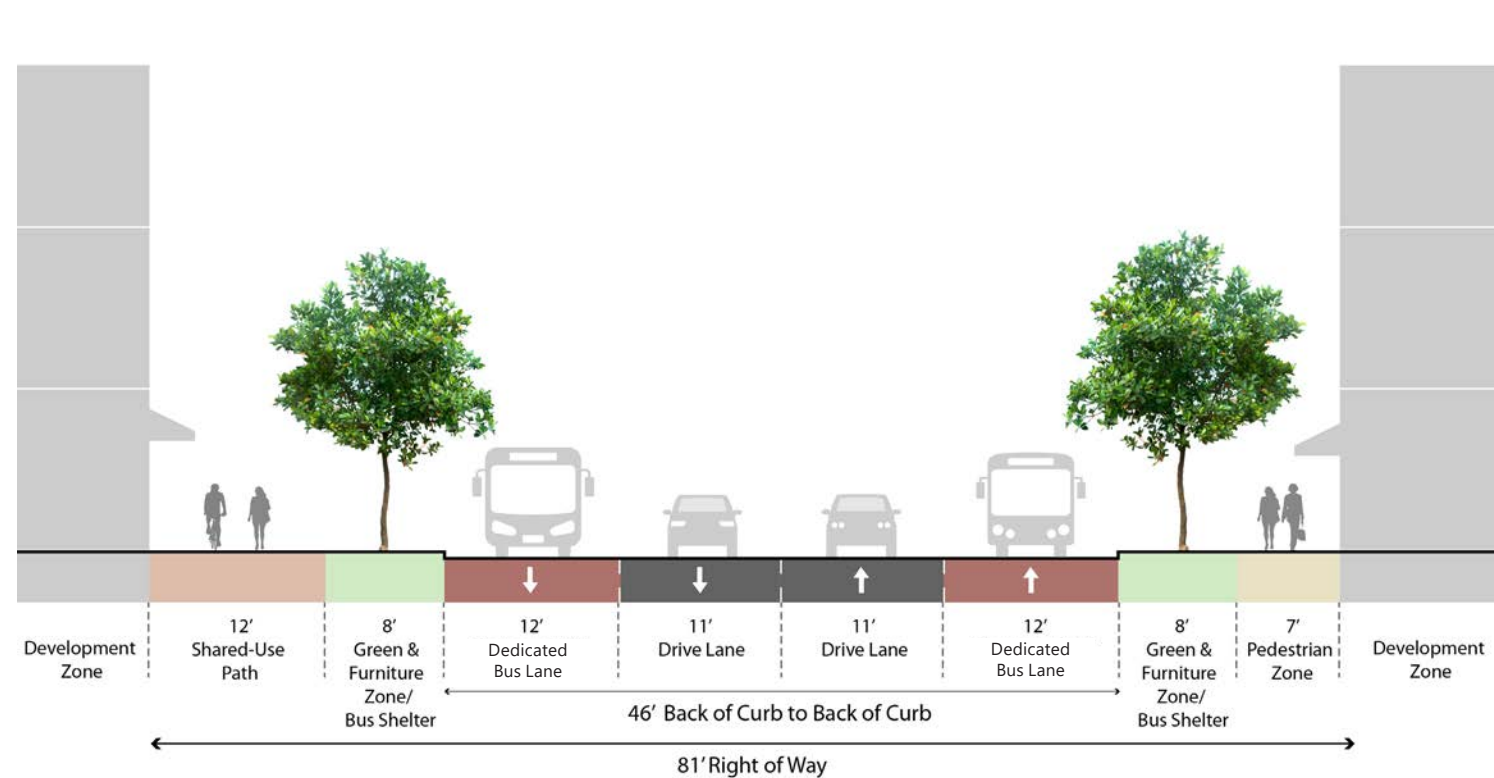 Development
Zone
12'
Shared-Use
Path
8'
Green &
Furniture
Zone/
Bus Shelter
12'
Dedicated
Bus Lane
11'
Drive Lane
11'
Drive Lane
12'
Dedicated
Bus Lane
8'
Green &
Furniture
Zone/
Bus Shelter
7'
Pedestrian
Zone
Development
Zone
46' Back of Curb to Back of Curb
81' Right of Way